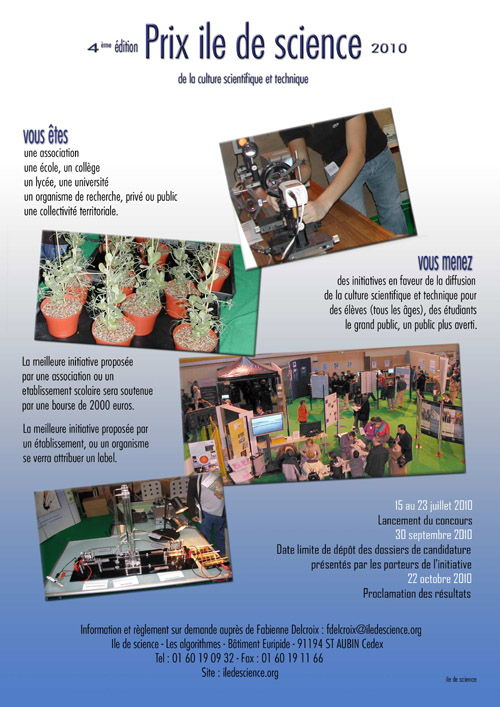 4ème édition Prix ile de science 2010
de la culture scientifique et technique
vous êtes
une association
une école, un collège
un lycée, une université
un organisme de recherche, privé ou public
une collectivité territoriale.
vous menez
des initiatives en faveur de la diffusion
de la culture scientifique et technique pour
des élèves (tous les âges), des étudiants
le grand public, un public plus averti.
La meilleure initiative proposée
par une association ou un
etablissement scolaire sera soutenue
par une bourse de 2000 euros.
La meilleure initiative proposée par
un établissement, ou un organisme
se verra attribuer un label.
15 au 23 juillet 2010
Lancement du concours
30 septembre 2010
Date limite de dépôt des dossiers de candidature
présentés par les porteurs de l'initiative
22 octobre 2010
Proclamation des résultats
Information et règlement sur demande auprès de Fabienne Delcroix : fdelcroix@iledescience.org
Ile de science - Les algorithmes - Bâtiment Euripide - 91194 ST AUBIN Cedex
Tel : 01 60 19 09 32 - Fax : 01 60 19 11 66
Site : iledescience.org
ile de science